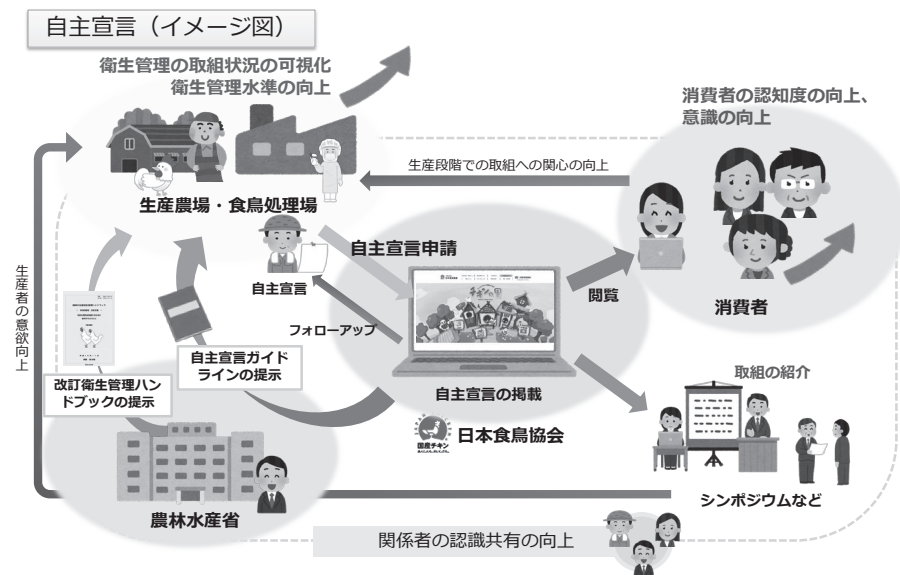 自主宣言（イメージ図）
衛生管理の取組状況の可視化
衛生管理水準の向上
消費者の認知度の向上、
意識の向上
生産段階での取組への関心の向上
生産農場・食鳥処理場
自主宣言申請
自主宣言
閲覧
消費者
フォローアップ
生産者の意欲向上
自主宣言ガイド
ラインの提示
改訂衛生管理ハン
ドブックの提示
自主宣言の掲載
取組の紹介
国産チキン
日本食鳥協会
シンポジウムなど
農林水産省
関係者の認識共有の向上